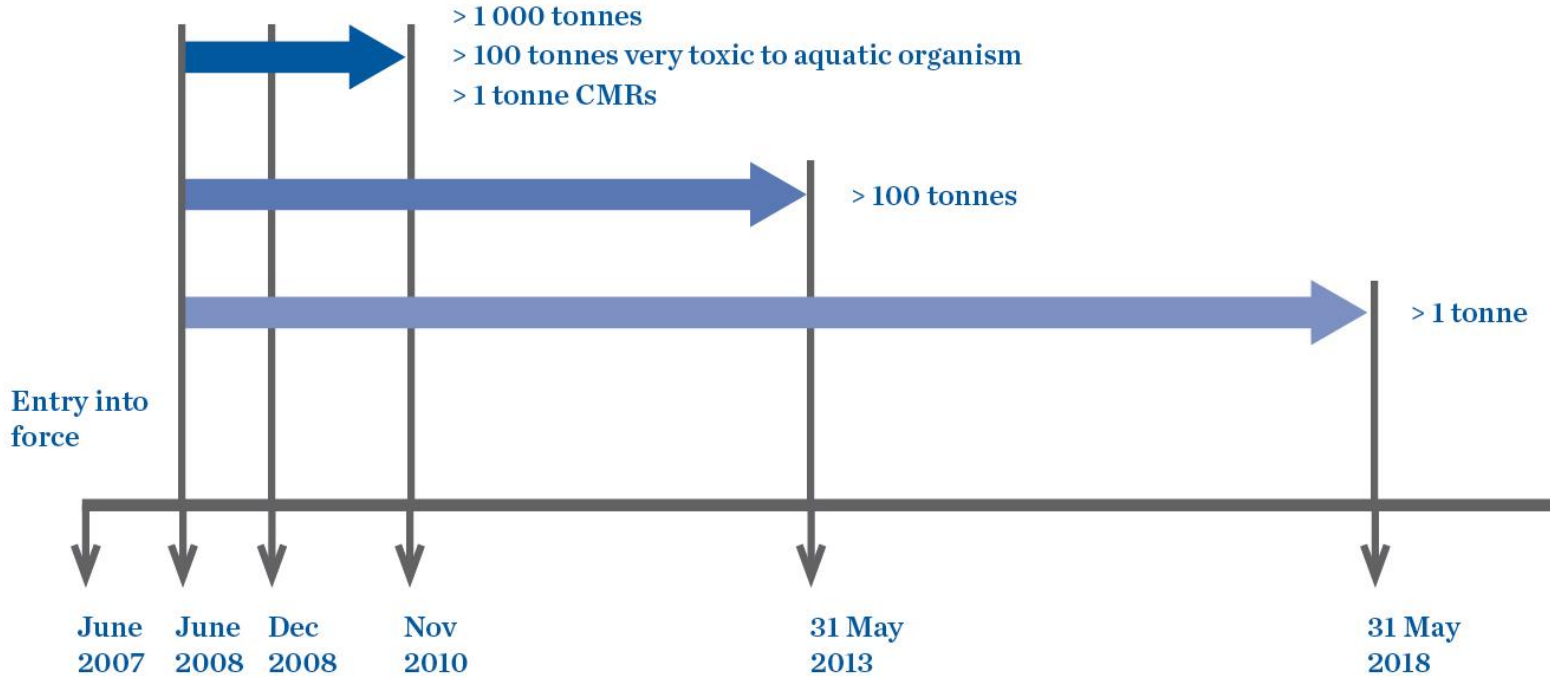 > 1 000 tonnes
> 100 tonnes very toxic to aquatic organism
> 1 tonne CMRs
> 100 tonnes
> 1 tonne
Entry into
force
June
2007
June
2008
Dec
2008
Nov
2010
31 May
2013
31 May
2018